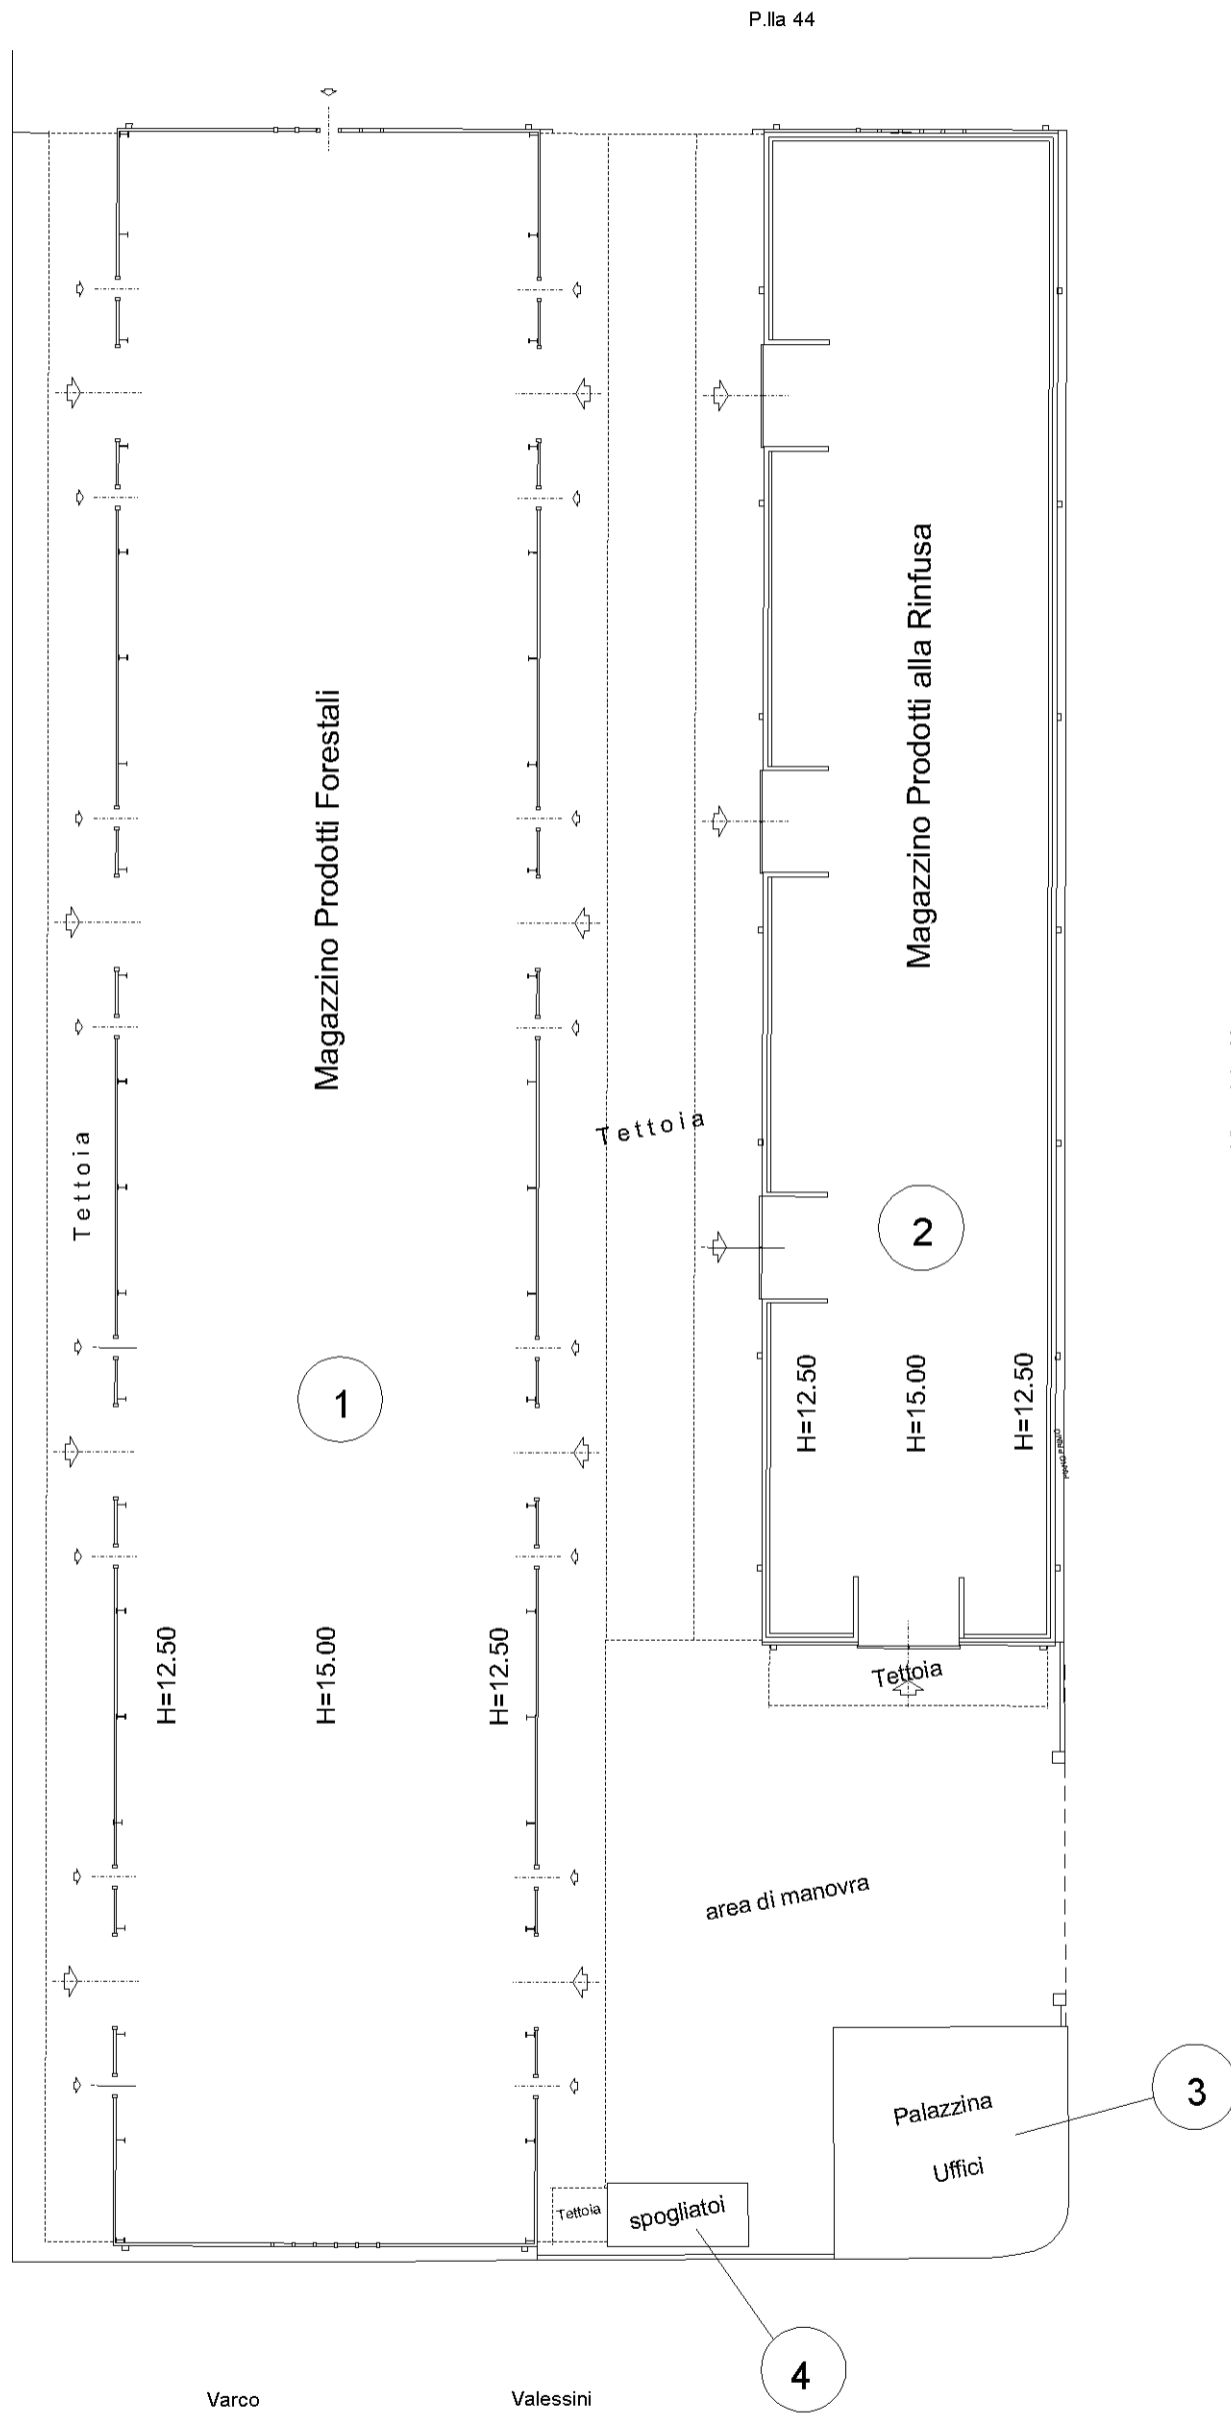 P.lla 44
Magazzino Prodotti Forestali
Magazzino Prodotti alla Rinfusa
Tettoia
Tettoia
1
2
H=12.50
H=15.00
H=12.50
H=12.50
H=15.00
H=12.50
Tettoia
area di manovra
Palazzina
Uffici
3
Tettoia
spogliatoi
4
Varco
Valessini